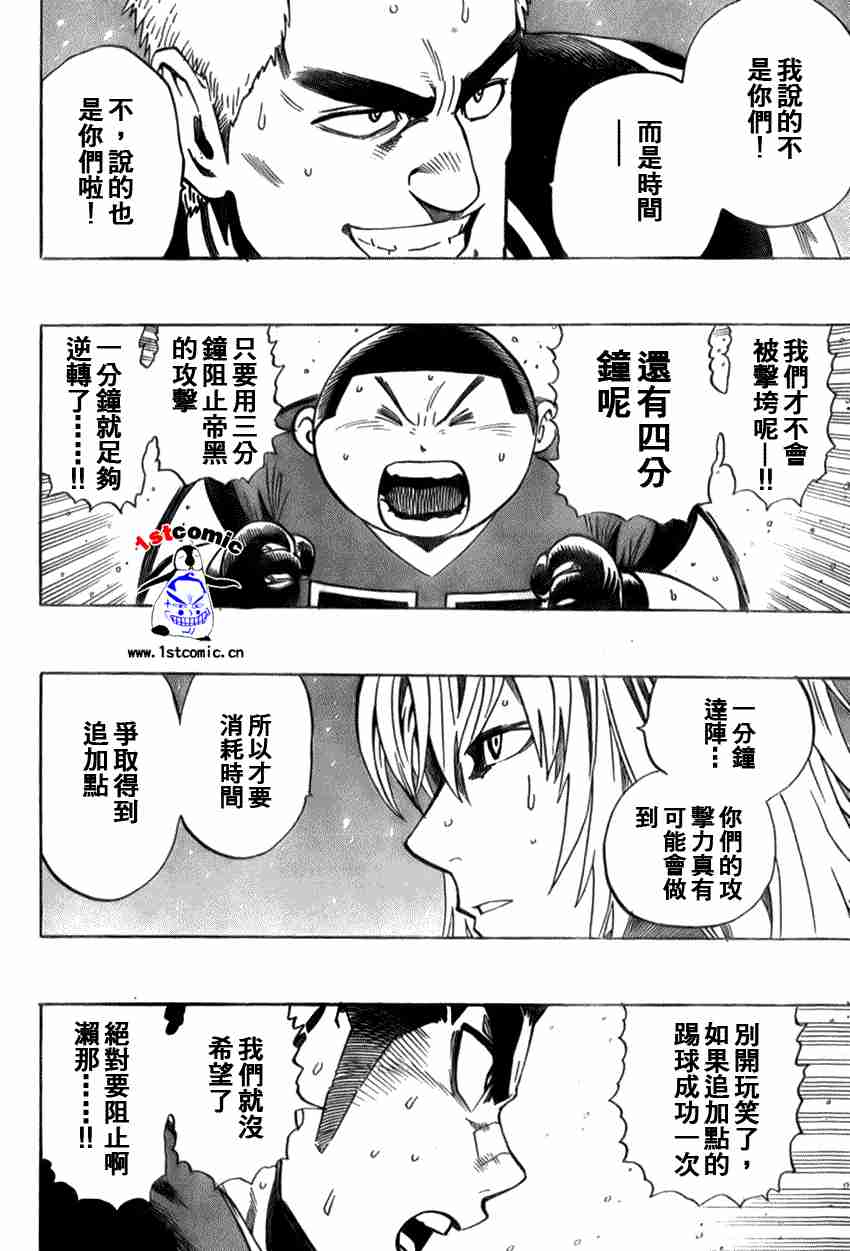 我說的不
是你們！
而是時間
——
不，說的也
是你們啦！
我們才不會
被擊垮呢—!!
還有四分
鐘呢
只要用三分
鐘阻止帝黑
的攻擊
一分鐘就足夠
逆轉了……!!
1stcomic
www.1stcomic.cn
一分鐘
達陣…
你們的攻
擊力真有
可能會做
到
所以才要
消耗時間
爭取得到
追加點
別開玩笑了，
如果追加點的
踢球成功一次
我們就沒
希望了
絕對要阻止啊
瀨那……!!